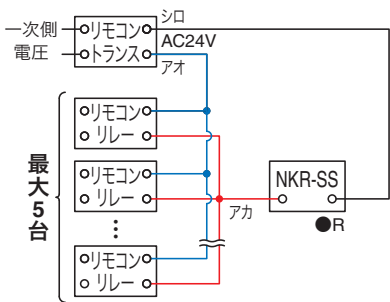 シロ
一次側
電圧
リモコン
トランス
AC24V
アオ
リモコン
リレー
リモコン
リレー
最大5台
NKR-SS
アカ
●R
⋮
リモコン
リレー